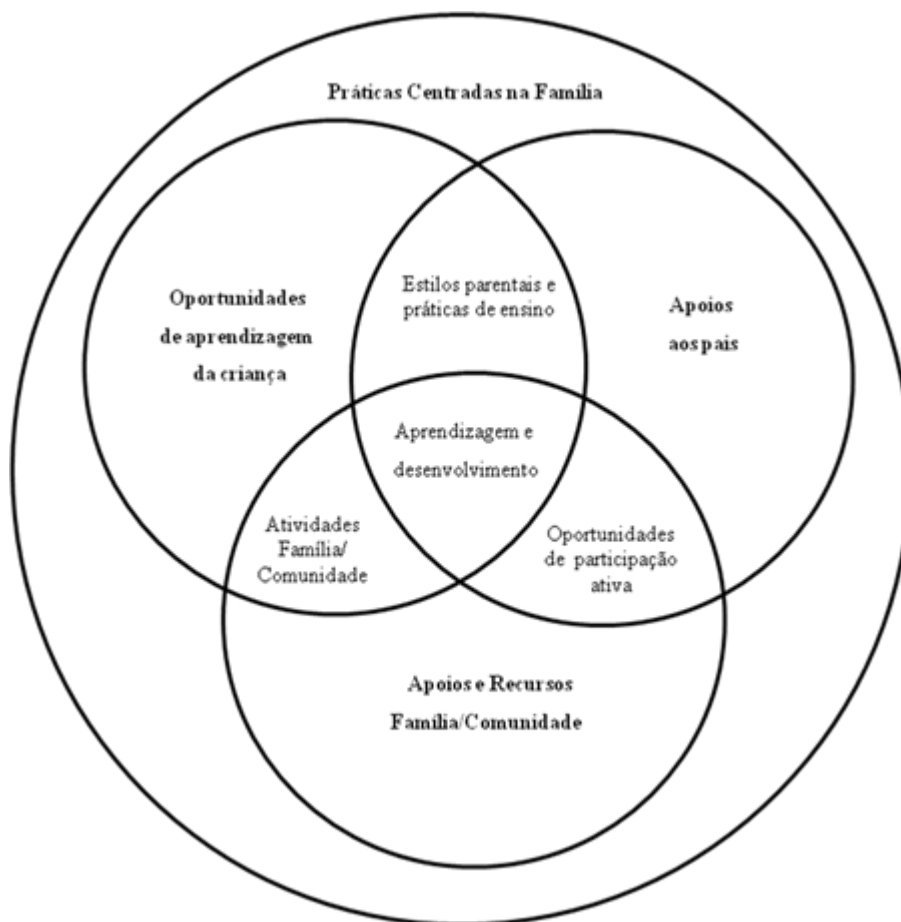 Práticas Centradas na Família
Estilos parentais e
práticas de ensino
Oportunidades
de aprendizagem
da criança
Apoios
aos pais
Aprendizagem e
desenvolvimento
Atividades
Família/
Comunidade
Oportunidades
de participação
ativa
Apoios e Recursos
Família/Comunidade